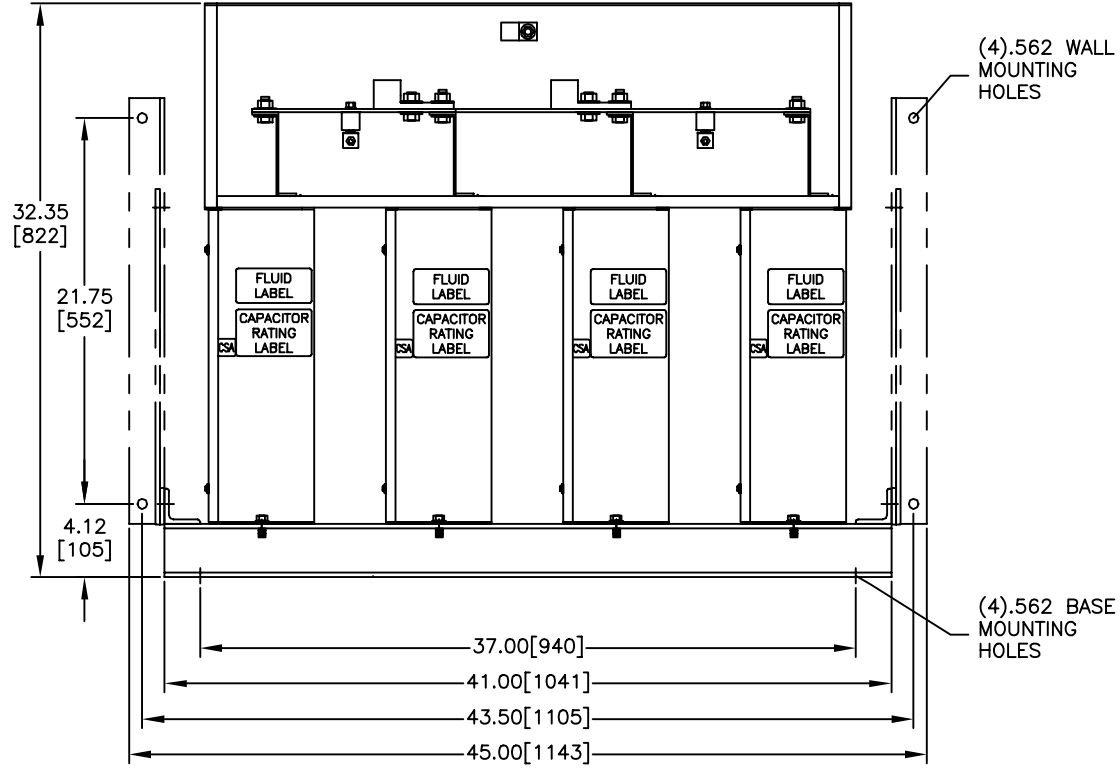 (4).562 WALL
MOUNTING
HOLES
32.35
[822]
21.75
[552]
4.12
[105]
FLUID
LABEL
CAPACITOR
RATING
LABEL
CSA
FLUID
LABEL
CAPACITOR
RATING
LABEL
CSA
FLUID
LABEL
CAPACITOR
RATING
LABEL
CSA
FLUID
LABEL
CAPACITOR
RATING
LABEL
CSA
(4).562 BASE
MOUNTING
HOLES
37.00[940]
41.00[1041]
43.50[1105]
45.00[1143]